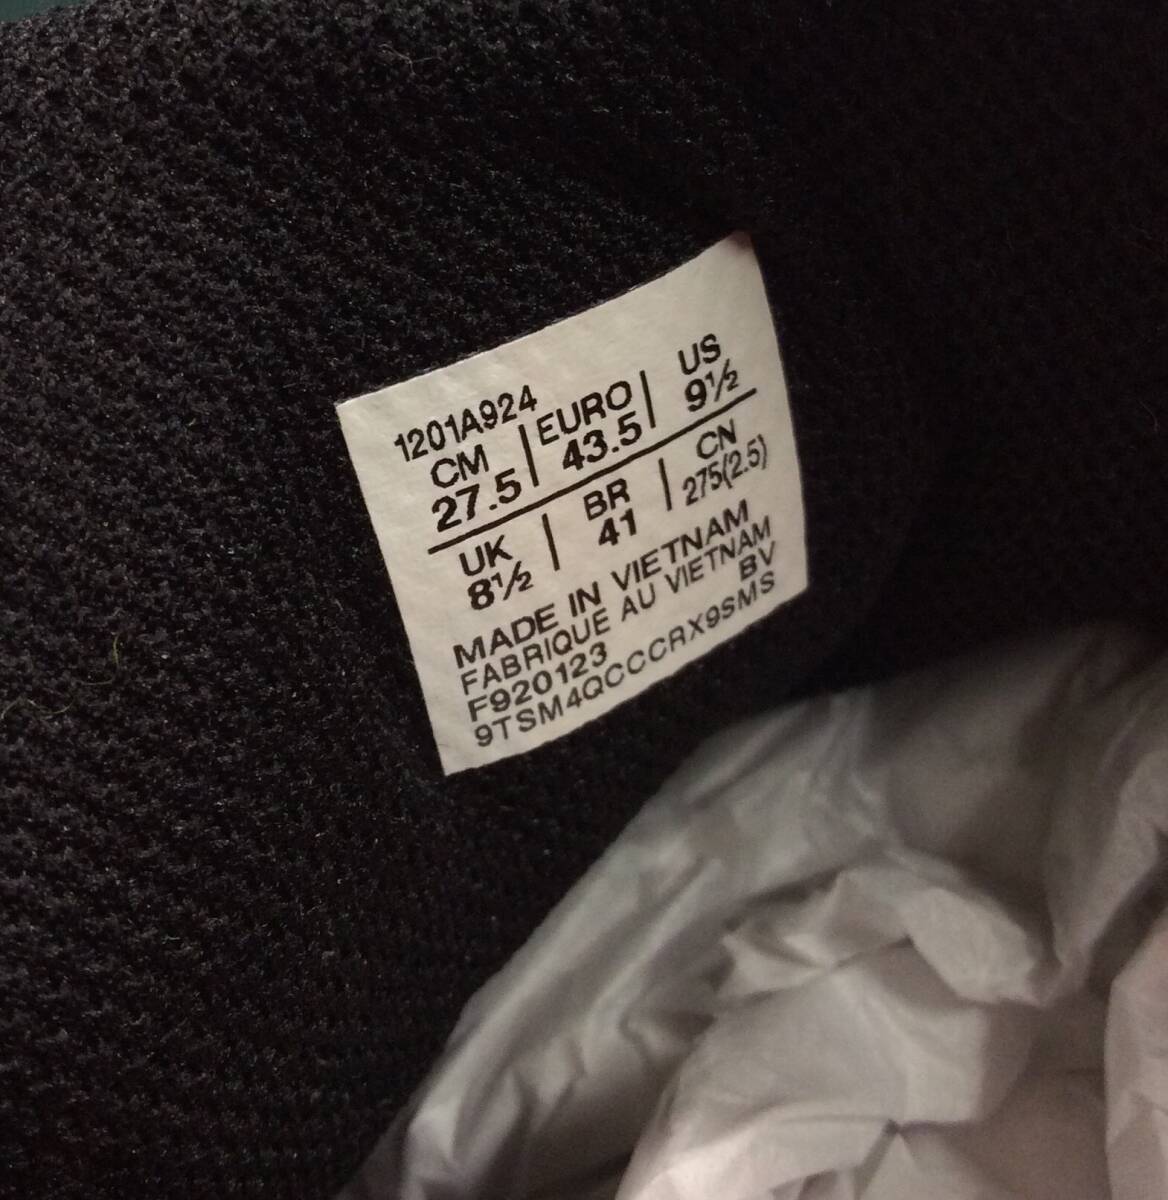 1201A924
CM | EURO | US
27.5 | 43.5 | 9½
UK | BR | CN
8½ | 41 | 275(2.5)
MADE IN VIETNAM
FABRIQUE AU VIETNAM
F920123 BV
9TSM4QCCCRX9SMS